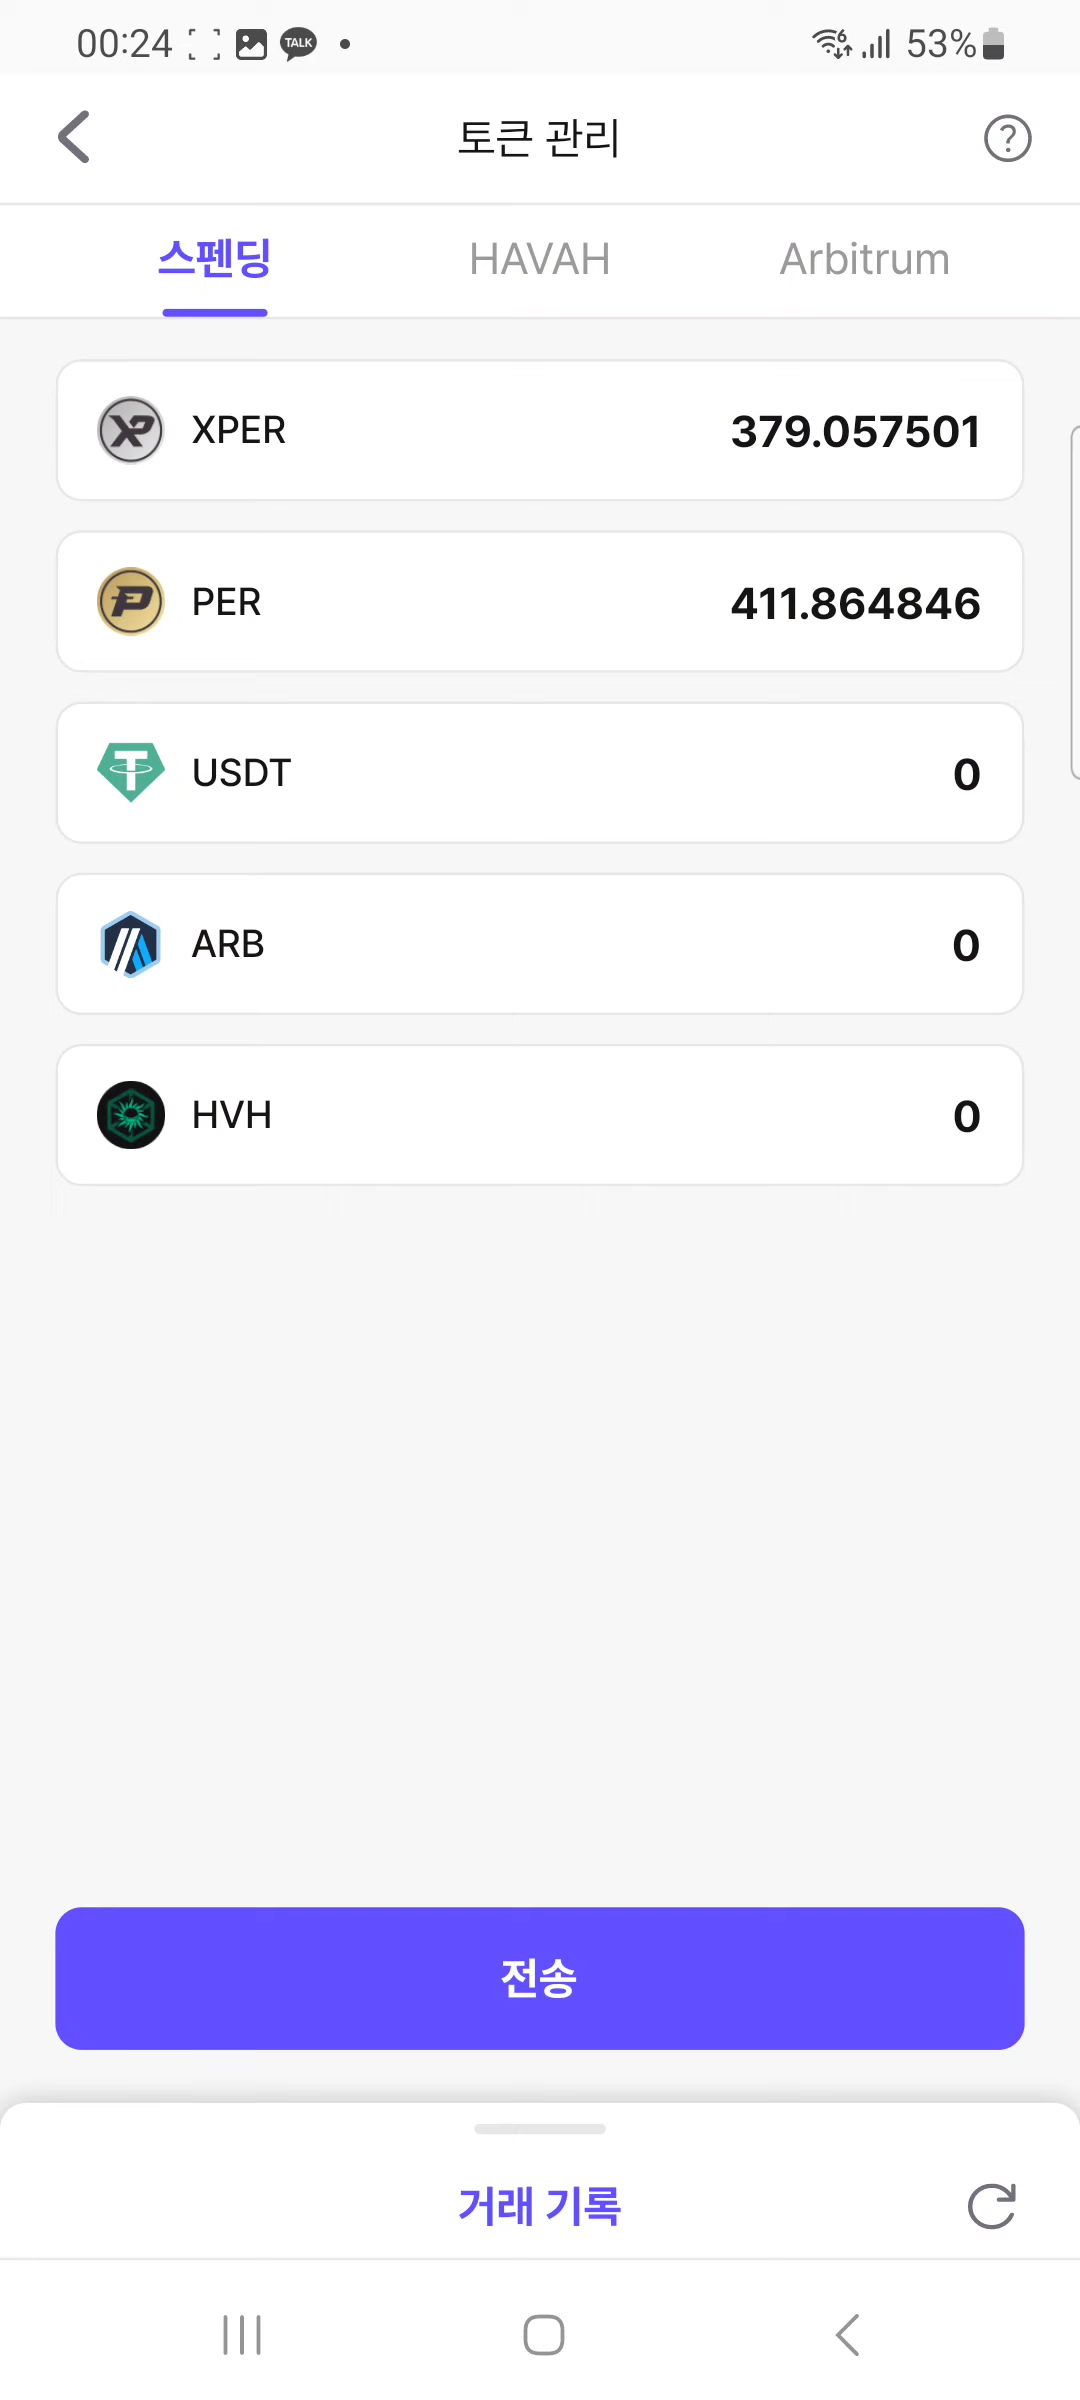 00:24 TALK 6 53%
토큰 관리 ?
스펜딩 HAVAH Arbitrum
XPER 379.057501
PER 411.864846
USDT 0
ARB 0
HVH 0
전송
거래 기록